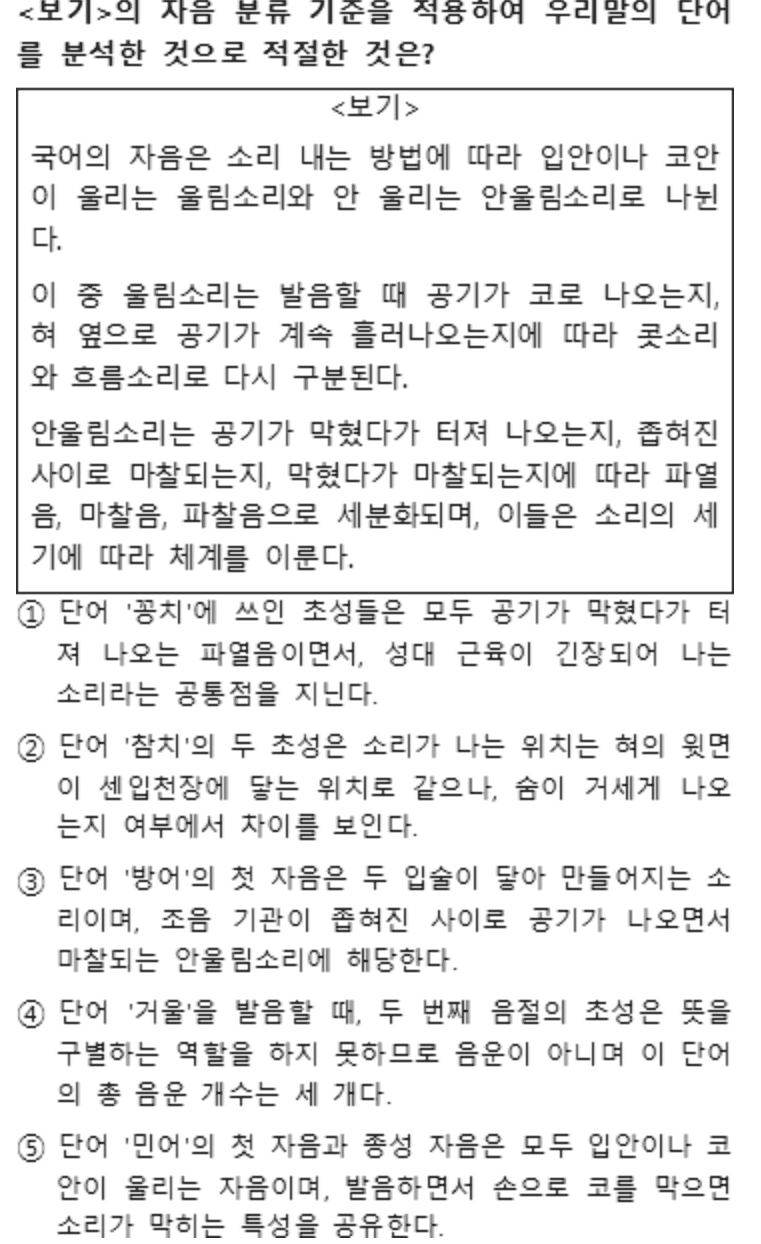 <보기>의 자음 분류 기준을 적용하여 우리말의 단어
를 분석한 것으로 적절한 것은?
<보기>
국어의 자음은 소리 내는 방법에 따라 입안이나 코안
이 울리는 울림소리와 안 울리는 안울림소리로 나뉜
다.
이 중 울림소리는 발음할 때 공기가 코로 나오는지,
혀 옆으로 공기가 계속 흘러나오는지에 따라 콧소리
와 흐름소리로 다시 구분된다.
안울림소리는 공기가 막혔다가 터져 나오는지, 좁혀진
사이로 마찰되는지, 막혔다가 마찰되는지에 따라 파열
음, 마찰음, 파찰음으로 세분화되며, 이들은 소리의 세
기에 따라 체계를 이룬다.
① 단어 '꽁치'에 쓰인 초성들은 모두 공기가 막혔다가 터
져 나오는 파열음이면서, 성대 근육이 긴장되어 나는
소리라는 공통점을 지닌다.
② 단어 '참치'의 두 초성은 소리가 나는 위치는 혀의 윗면
이 센입천장에 닿는 위치로 같으나, 숨이 거세게 나오
는지 여부에서 차이를 보인다.
③ 단어 '방어'의 첫 자음은 두 입술이 닿아 만들어지는 소
리이며, 조음 기관이 좁혀진 사이로 공기가 나오면서
마찰되는 안울림소리에 해당한다.
④ 단어 '거울'을 발음할 때, 두 번째 음절의 초성은 뜻을
구별하는 역할을 하지 못하므로 음운이 아니며 이 단어
의 총 음운 개수는 세 개다.
⑤ 단어 '민어'의 첫 자음과 종성 자음은 모두 입안이나 코
안이 울리는 자음이며, 발음하면서 손으로 코를 막으면
소리가 막히는 특성을 공유한다.